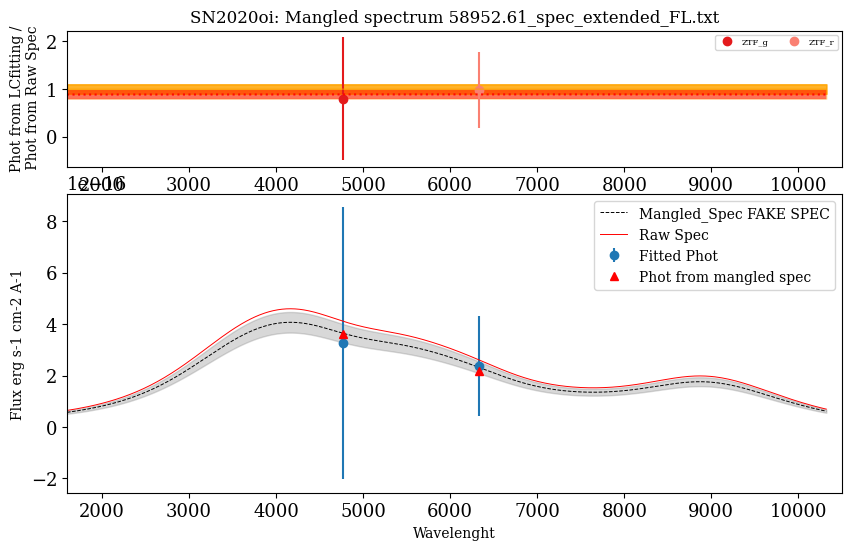 SN2020oi: Mangled spectrum 58952.61_spec_extended_FL.txt
Phot from LCfitting /
Phot from Raw Spec
2
1
0
ZTF_g ZTF_r
2000 3000 4000 5000 6000 7000 8000 9000 10000
1e−16
8
6
4
2
0
−2
Flux erg s-1 cm-2 A-1
Mangled_Spec FAKE SPEC
Raw Spec
Fitted Phot
Phot from mangled spec
2000 3000 4000 5000 6000 7000 8000 9000 10000
Wavelenght